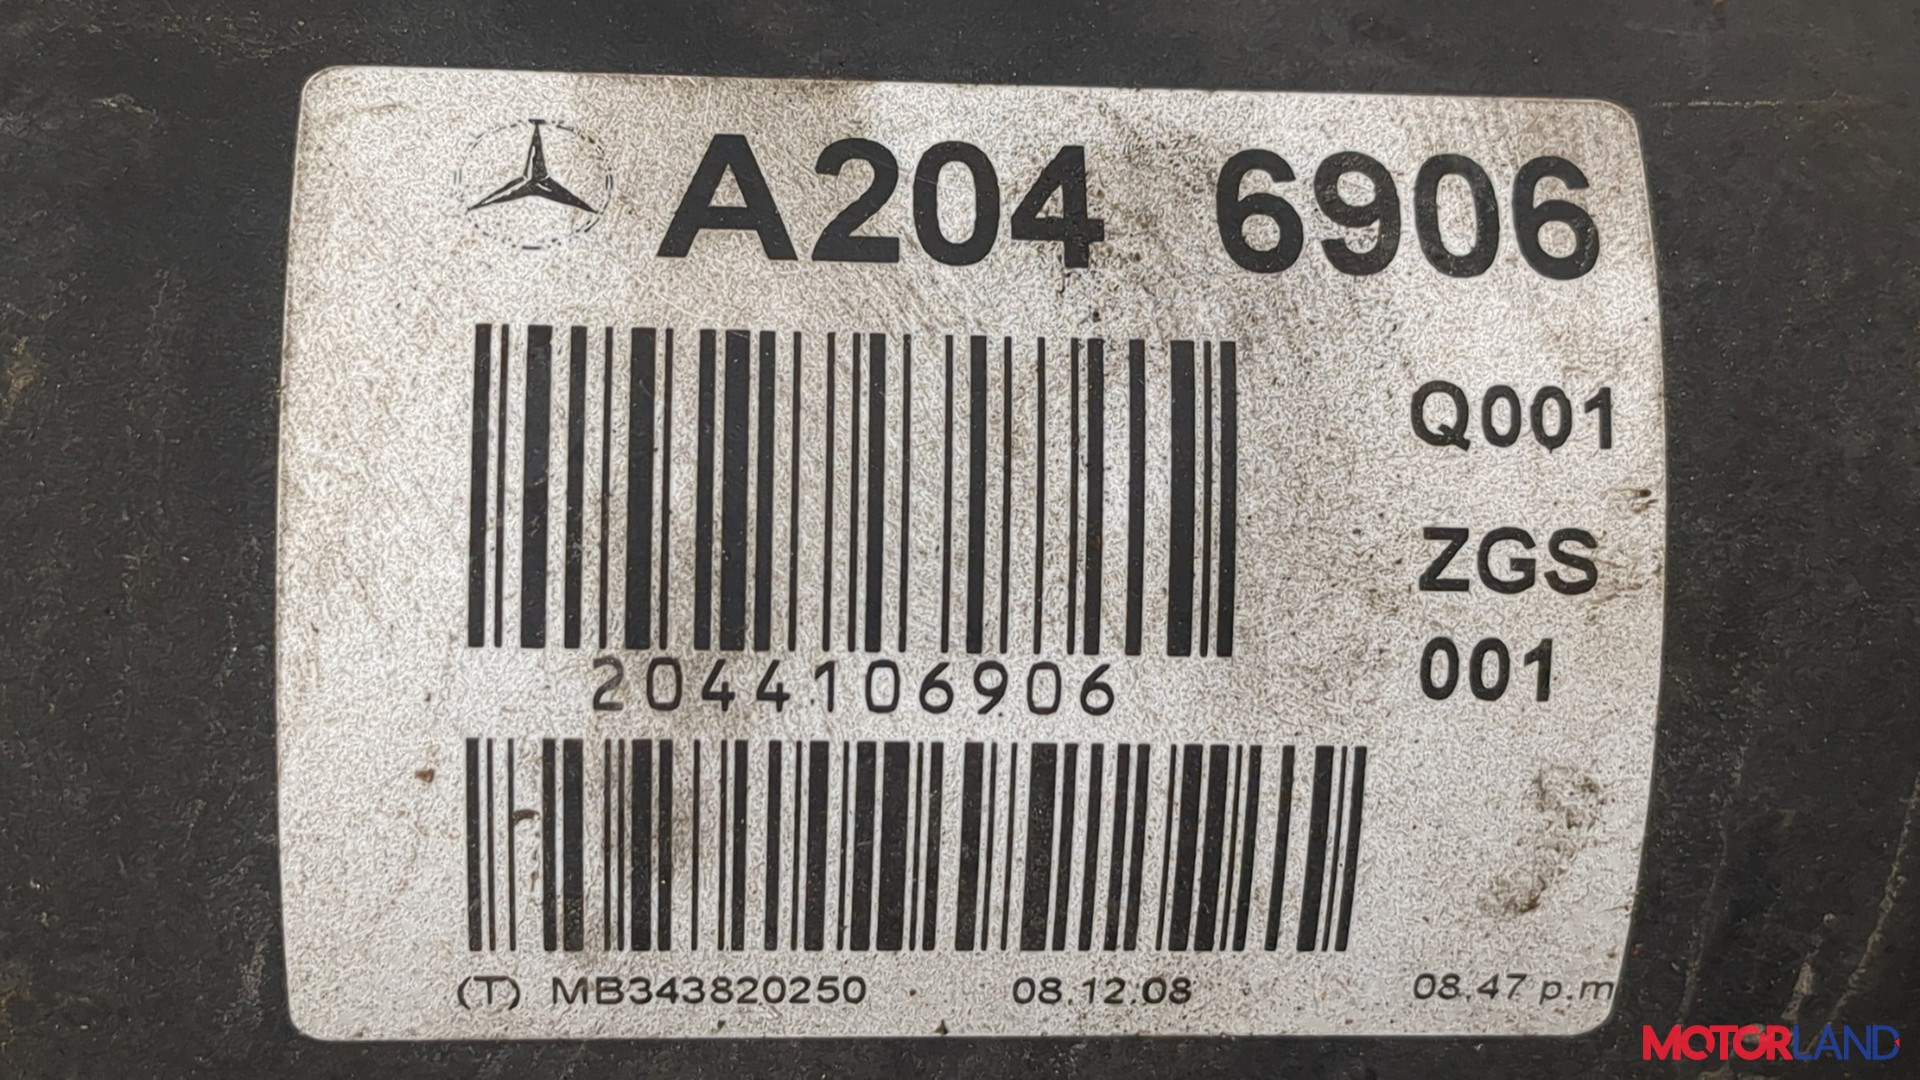 A204 6906
Q001
ZGS
001
2044106906
(T) MB343820250 08.12.08 08.47 p.m
MOTORLAND